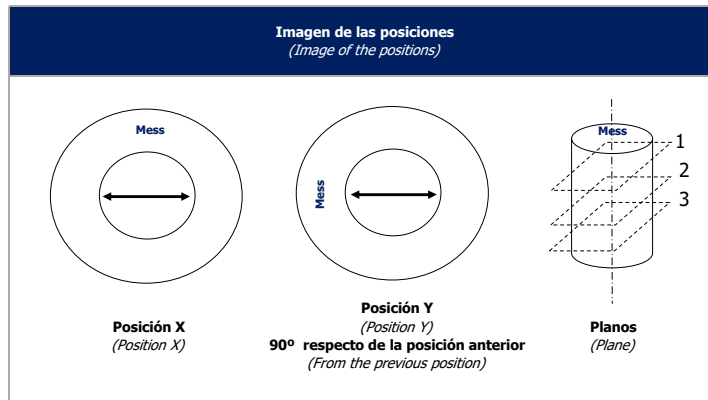 Imagen de las posiciones
(Image of the positions)
Mess
Mess
Mess
1
2
3
Posición X
(Position X)
Posición Y
(Position Y)
90º respecto de la posición anterior
(From the previous position)
Planos
(Plane)